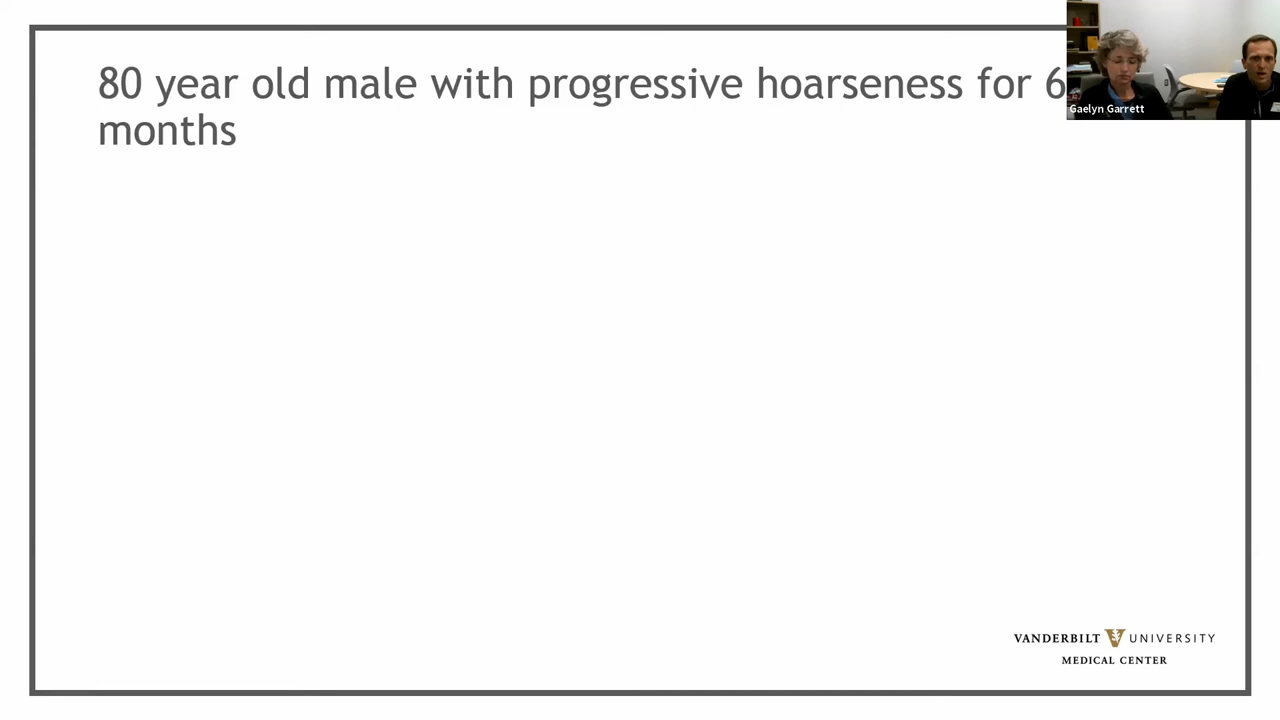 80 year old male with progressive hoarseness for 6
months
Gaelyn Garrett
VANDERBILT V UNIVERSITY
MEDICAL CENTER